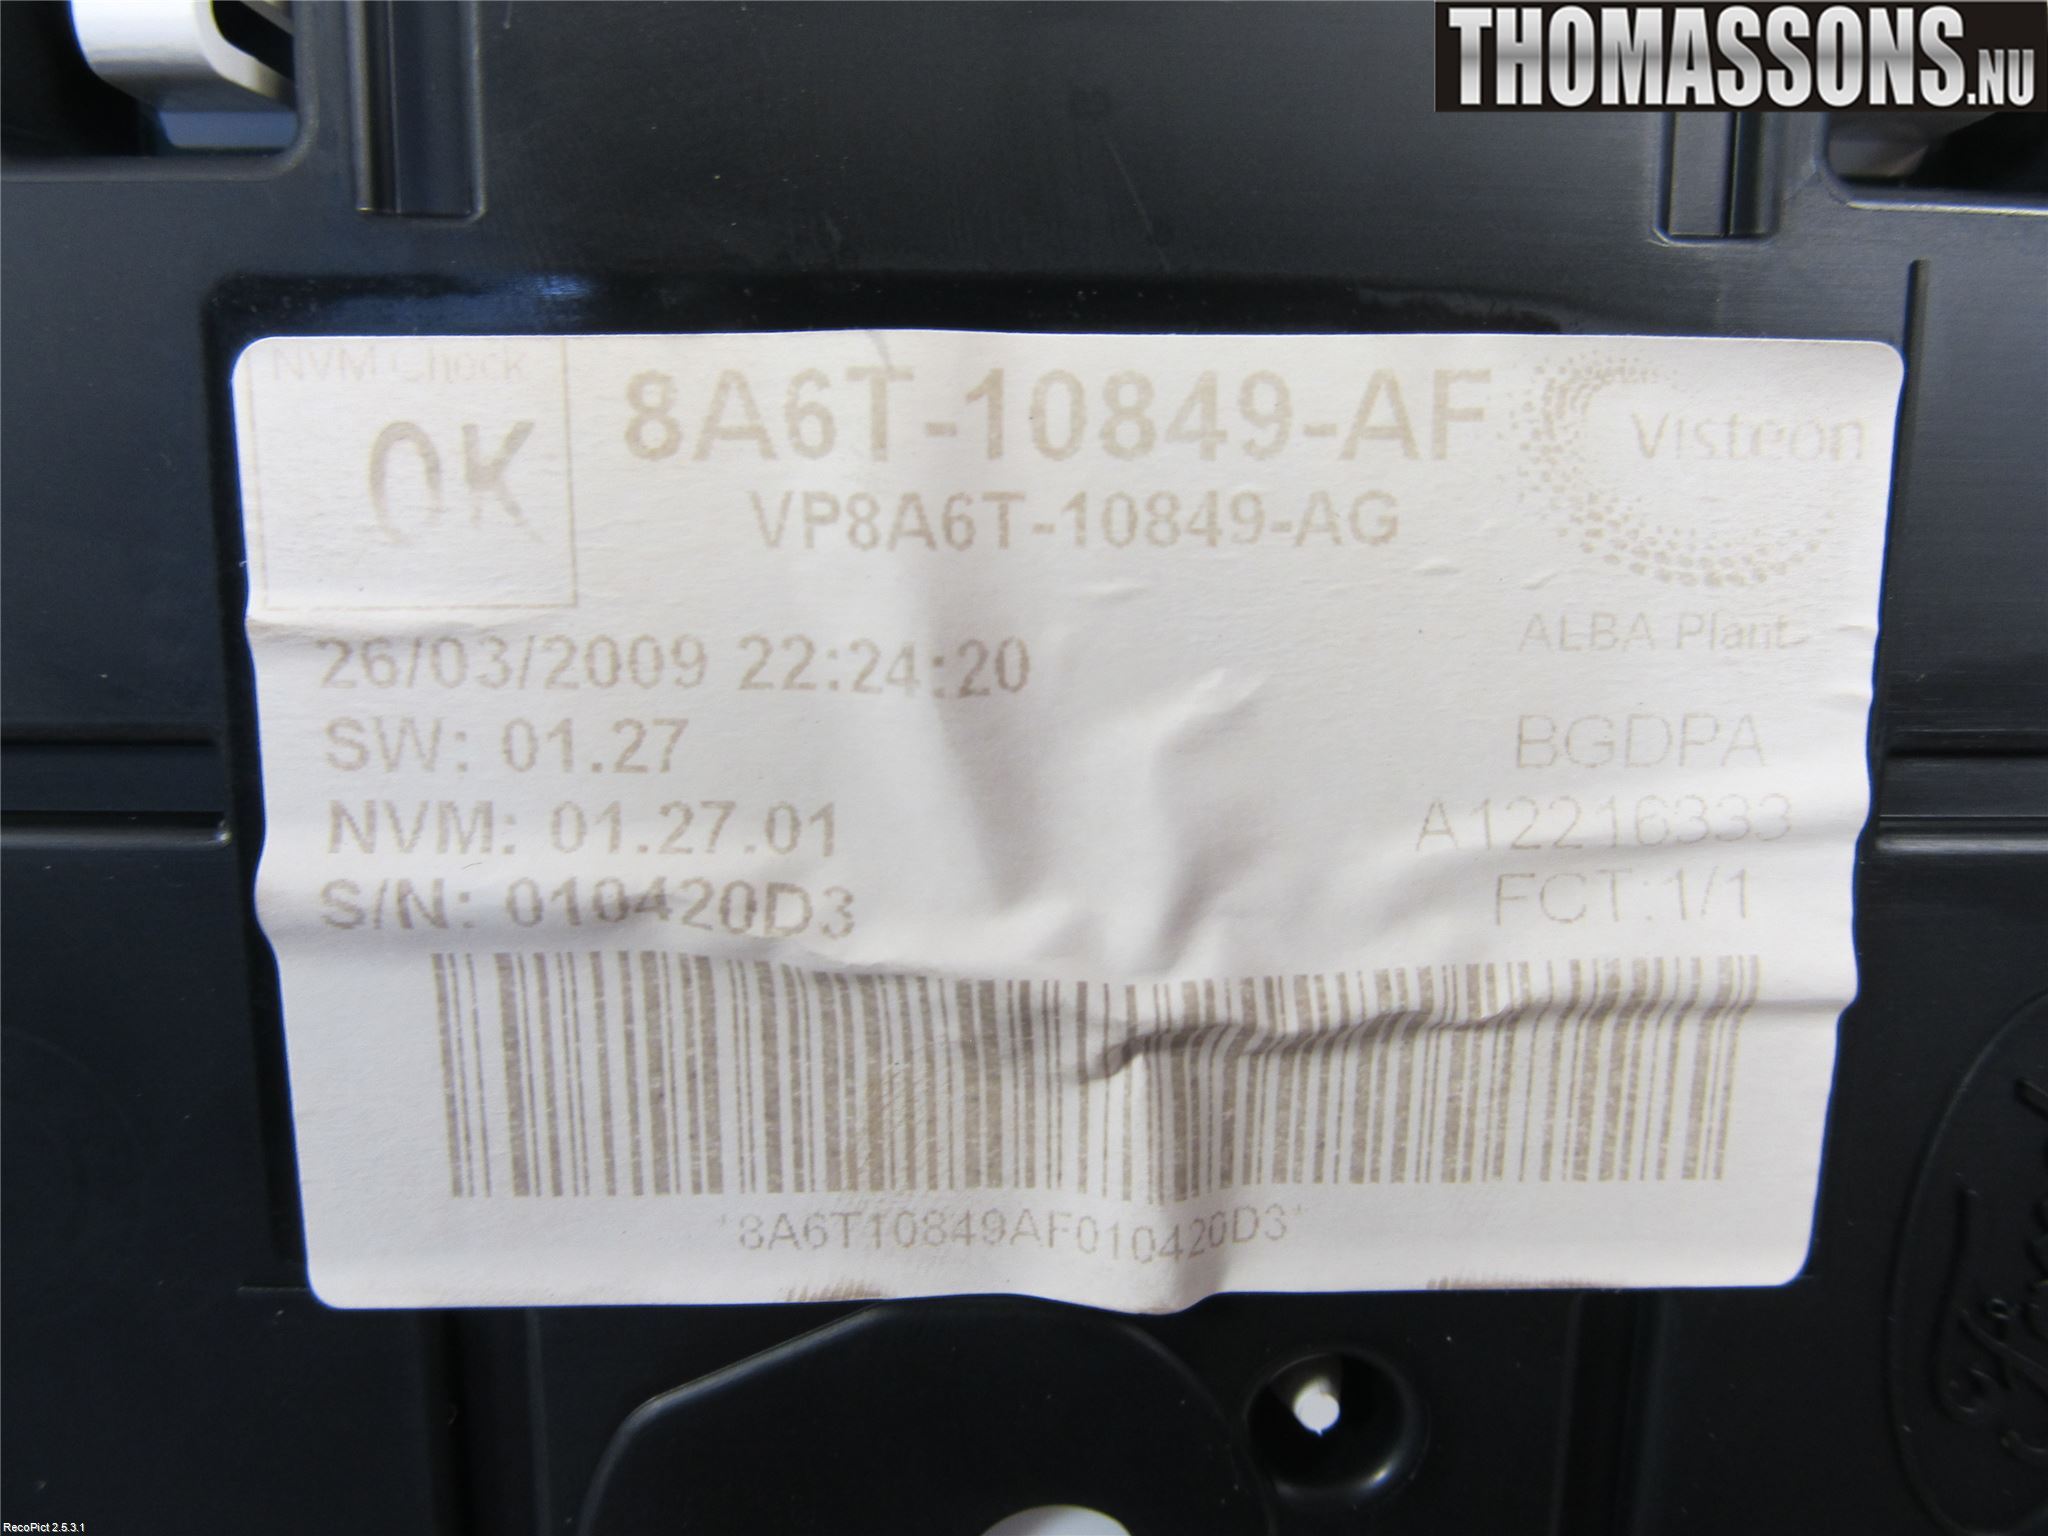 THOMASSONS.NU
NVM Check
OK
8A6T-10849-AF
VP8A6T-10849-AG
Visteon
ALBA Plant
26/03/2009 22:24:20
SW: 01.27
NVM: 01.27.01
S/N: 010420D3
BGDPA
A12216333
FCT:1/1
*8A6T10849AF010420D3*
Ford
RecoPict 2.5.3.1